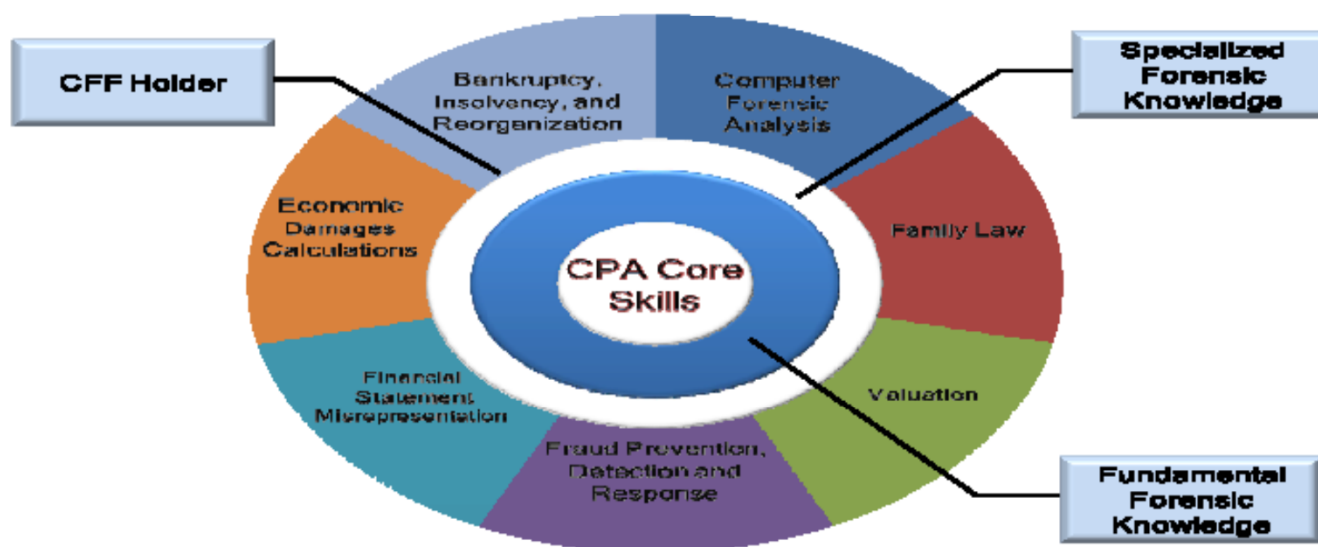 CFF Holder
Specialized
Forensic
Knowledge
Bankruptcy,
Insolvency, and
Reorganization
Computer
Forensic
Analysis
Economic
Damages
Calculations
Family Law
CPA Core
Skills
Financial
Statement
Misrepresentation
Valuation
Fraud Prevention,
Detection and
Response
Fundamental
Forensic
Knowledge